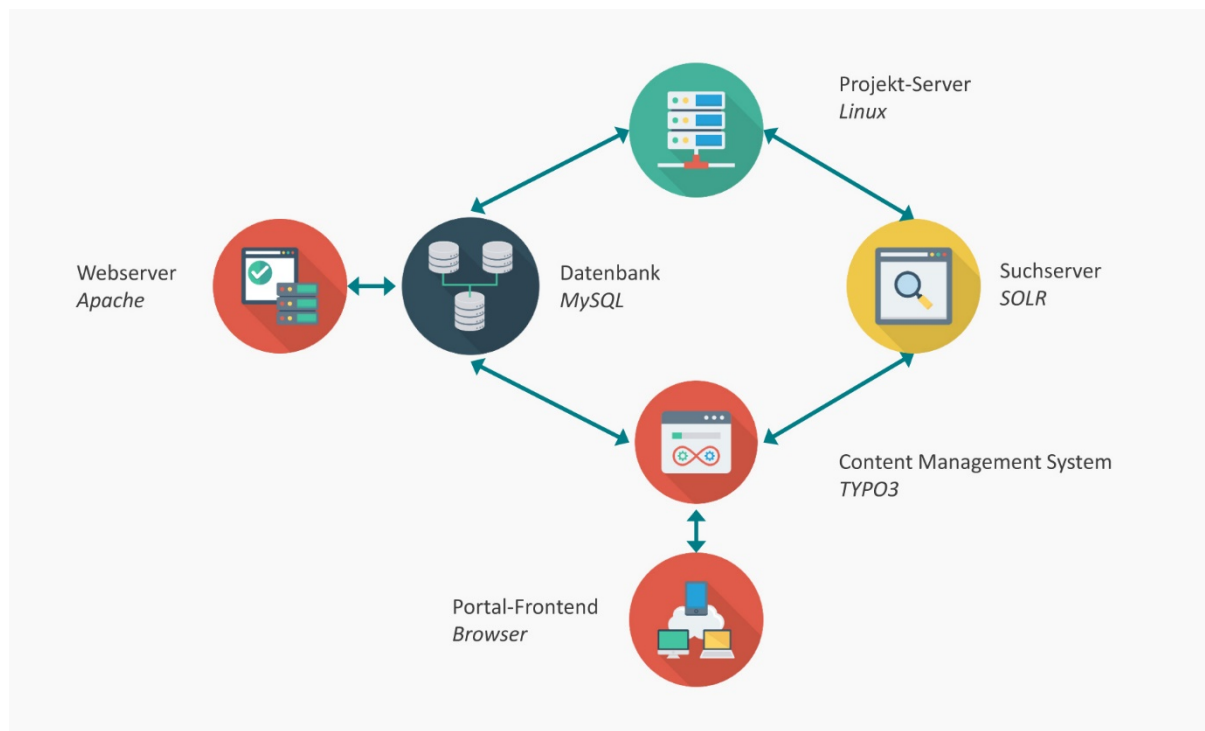 Projekt-Server
Linux
Webserver
Apache
Datenbank
MySQL
Suchserver
SOLR
Content Management System
TYPO3
Portal-Frontend
Browser